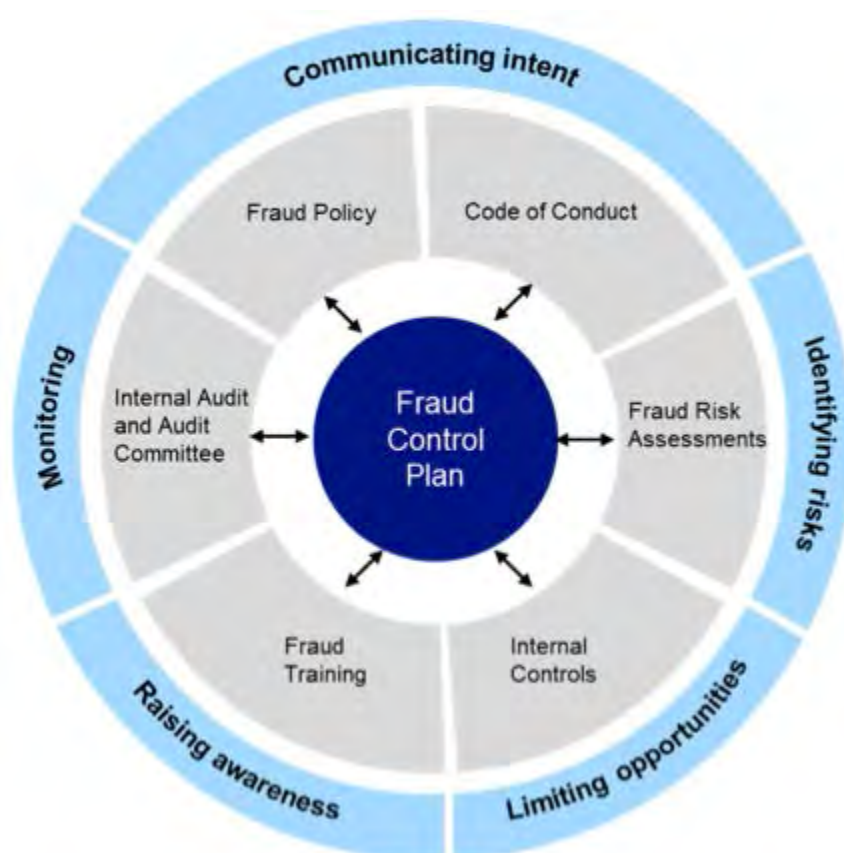 Communicating intent
Fraud Policy
Code of Conduct
Monitoring
Internal Audit
and Audit
Committee
Fraud
Control
Plan
Fraud Risk
Assessments
Identifying risks
Fraud
Training
Internal
Controls
Raising awareness
Limiting opportunities